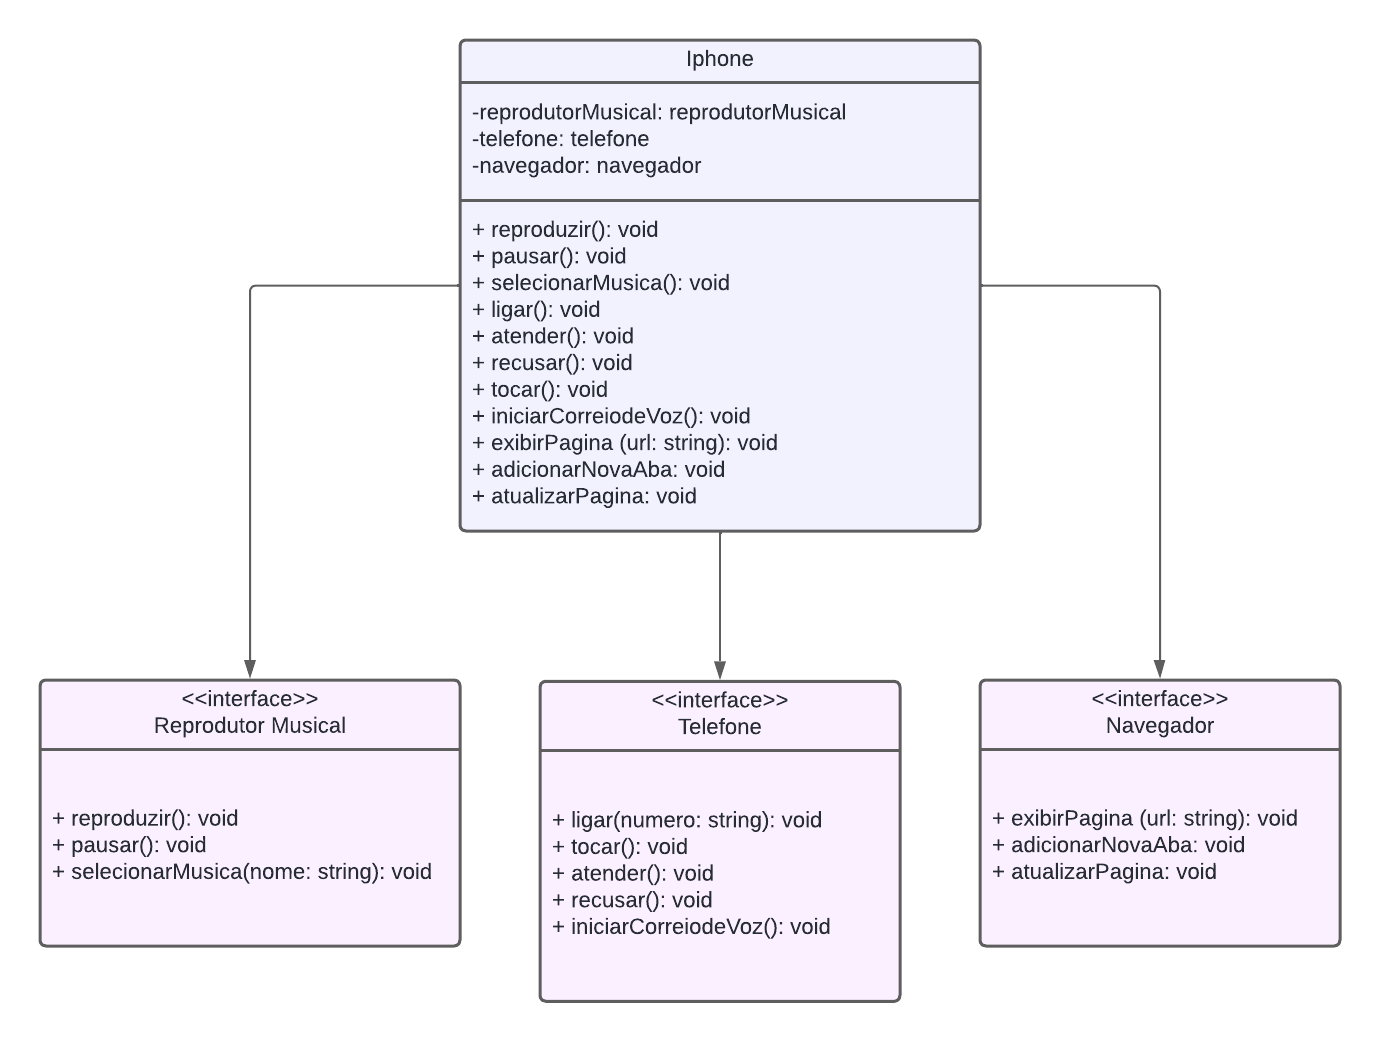 Iphone
-reprodutorMusical: reprodutorMusical
-telefone: telefone
-navegador: navegador
+ reproduzir(): void
+ pausar(): void
+ selecionarMusica(): void
+ ligar(): void
+ atender(): void
+ recusar(): void
+ tocar(): void
+ iniciarCorreiodeVoz(): void
+ exibirPagina (url: string): void
+ adicionarNovaAba: void
+ atualizarPagina: void
<<interface>>
Reprodutor Musical
+ reproduzir(): void
+ pausar(): void
+ selecionarMusica(nome: string): void
<<interface>>
Telefone
+ ligar(numero: string): void
+ tocar(): void
+ atender(): void
+ recusar(): void
+ iniciarCorreiodeVoz(): void
<<interface>>
Navegador
+ exibirPagina (url: string): void
+ adicionarNovaAba: void
+ atualizarPagina: void